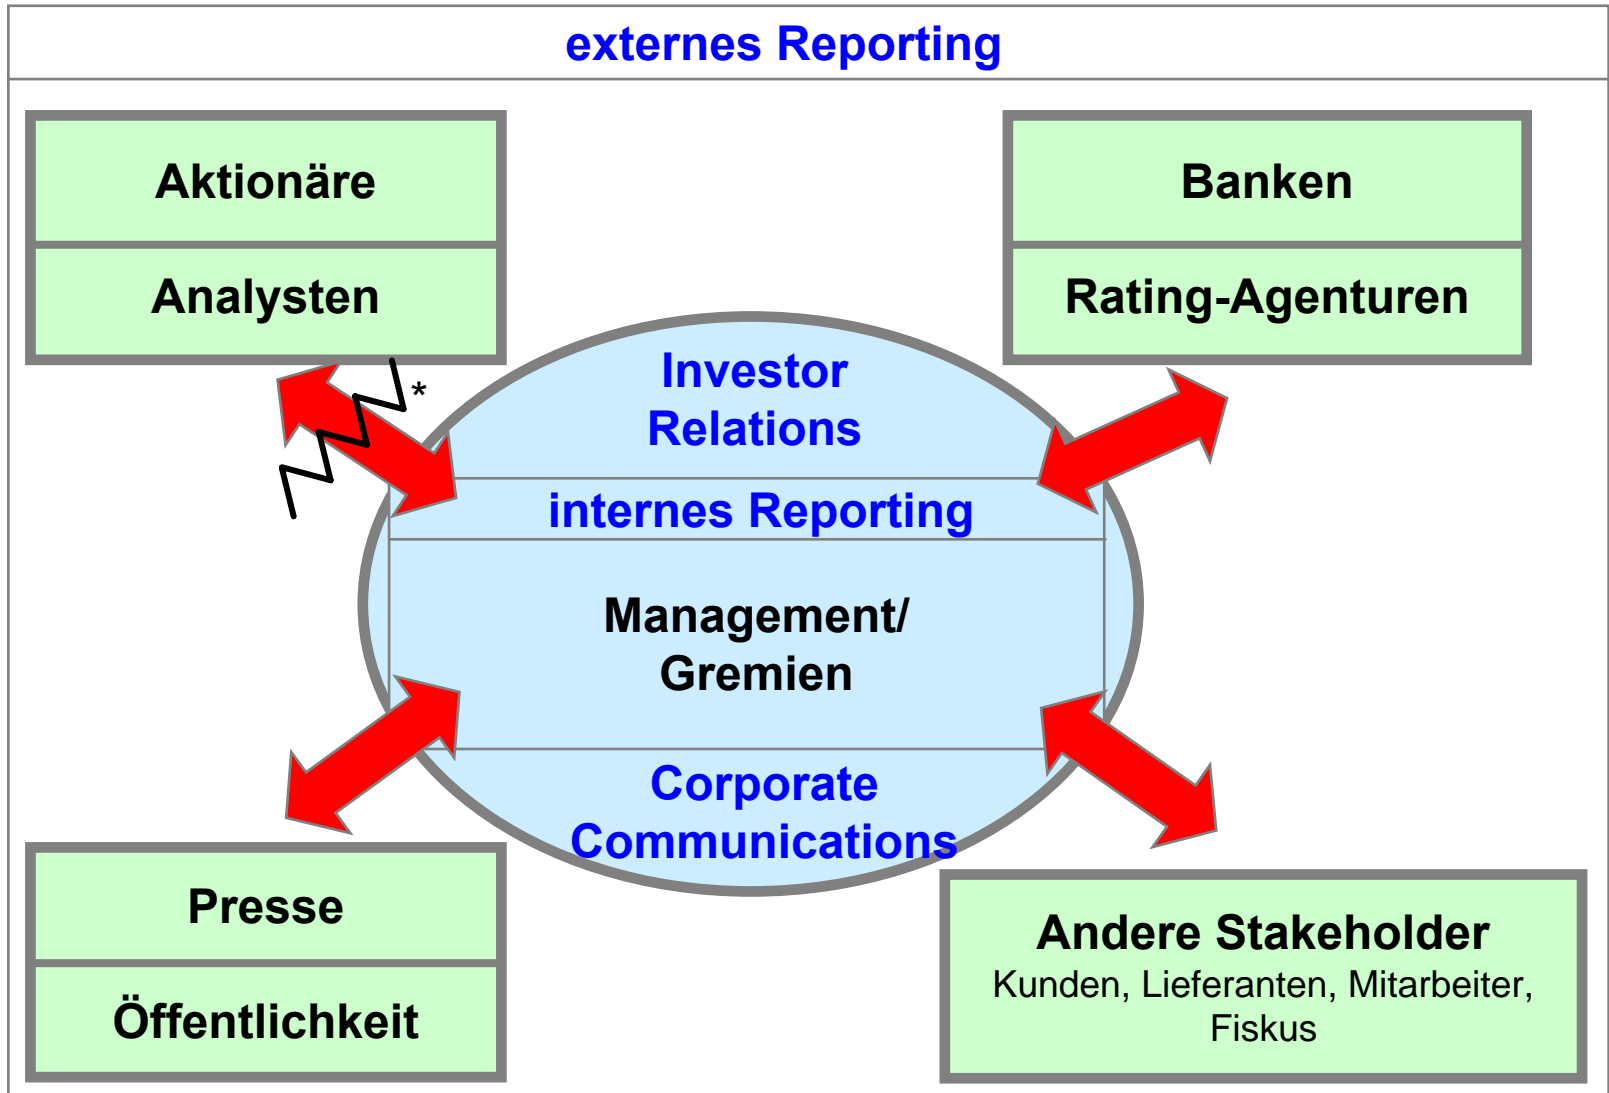 externes Reporting
Aktionäre
Analysten
Banken
Rating-Agenturen
*
Investor
Relations
internes Reporting
Management/
Gremien
Corporate
Communications
Presse
Öffentlichkeit
Andere Stakeholder
Kunden, Lieferanten, Mitarbeiter,
Fiskus